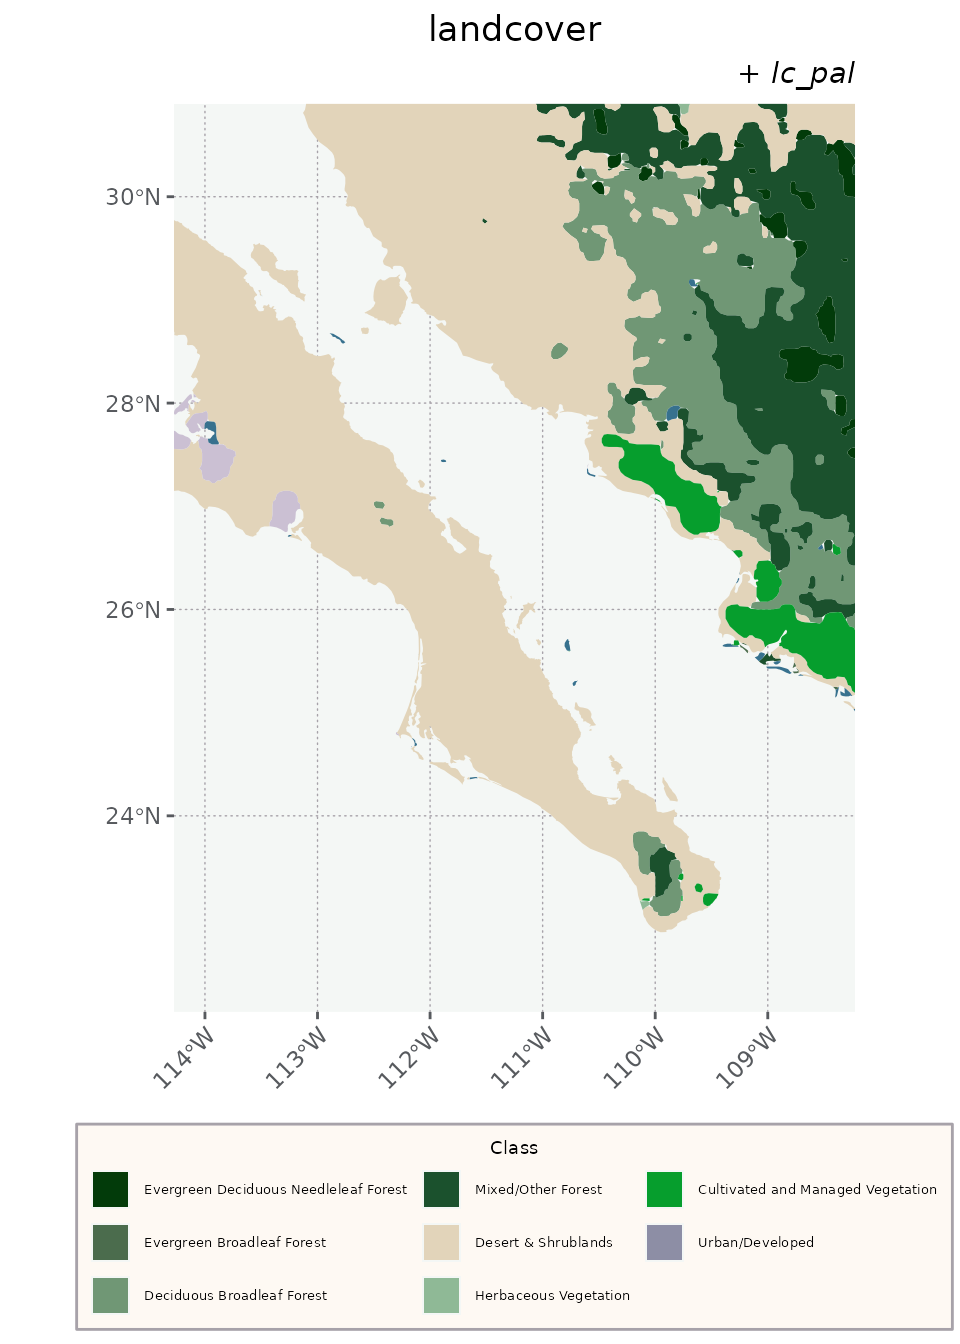 landcover
+ lc_pal
30°N
28°N
26°N
24°N
114°W
113°W
112°W
111°W
110°W
109°W
Class
Evergreen Deciduous Needleleaf Forest
Mixed/Other Forest
Cultivated and Managed Vegetation
Evergreen Broadleaf Forest
Desert & Shrublands
Urban/Developed
Deciduous Broadleaf Forest
Herbaceous Vegetation